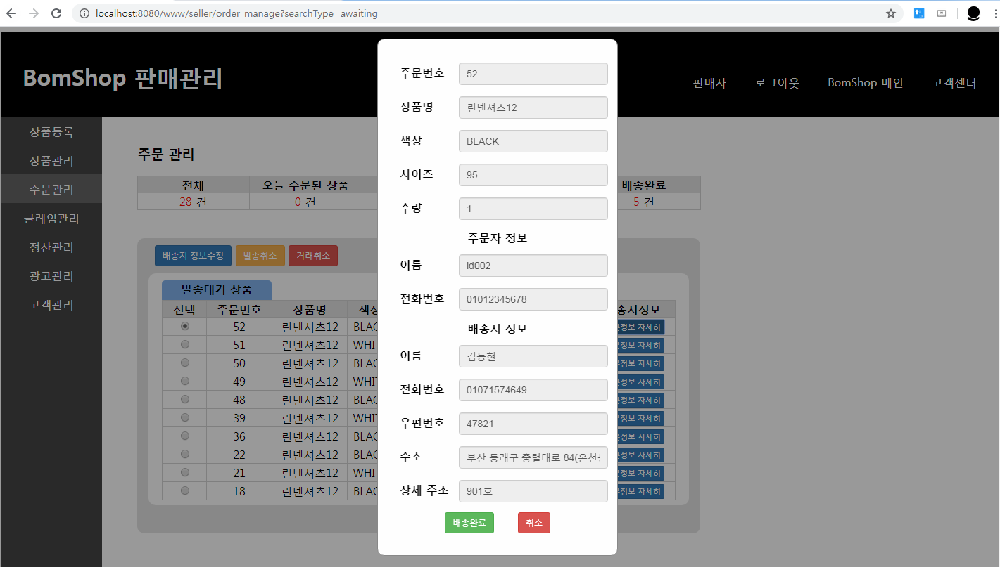 localhost:8080/www/seller/order_manage?searchType=awaiting
BomShop 판매관리
판매자 로그아웃 BomShop 메인 고객센터
상품등록
상품관리
주문관리
클레임관리
정산관리
광고관리
고객관리
주문 관리
전체 오늘 주문된 상품 배송완료
28 건 0 건 5 건
배송지 정보수정 발송취소 거래취소
발송대기 상품
선택 주문번호 상품명 색상 송지정보
52 린넨셔츠12 BLAC 정보 자세히
51 린넨셔츠12 WHIT 정보 자세히
50 린넨셔츠12 BLAC 정보 자세히
49 린넨셔츠12 WHIT 정보 자세히
48 린넨셔츠12 BLAC 정보 자세히
39 린넨셔츠12 WHIT 정보 자세히
36 린넨셔츠12 BLAC 정보 자세히
22 린넨셔츠12 BLAC 정보 자세히
21 린넨셔츠12 WHIT 정보 자세히
18 린넨셔츠12 BLAC 정보 자세히
주문번호 52
상품명 린넨셔츠12
색상 BLACK
사이즈 95
수량 1
주문자 정보
이름 id002
전화번호 01012345678
배송지 정보
이름 김동현
전화번호 01071574649
우편번호 47821
주소 부산 동래구 충렬대로 84(온천
상세 주소 901호
배송완료 취소